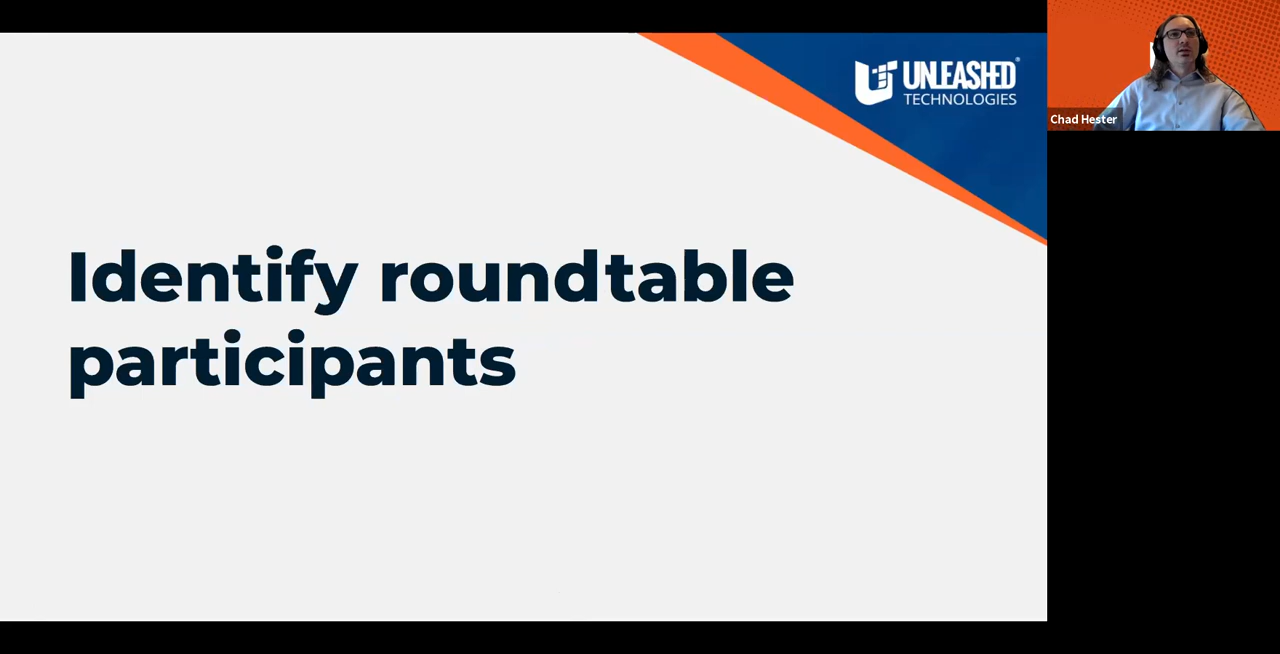 UNLEASHED®
TECHNOLOGIES
Chad Hester
Identify roundtable
participants